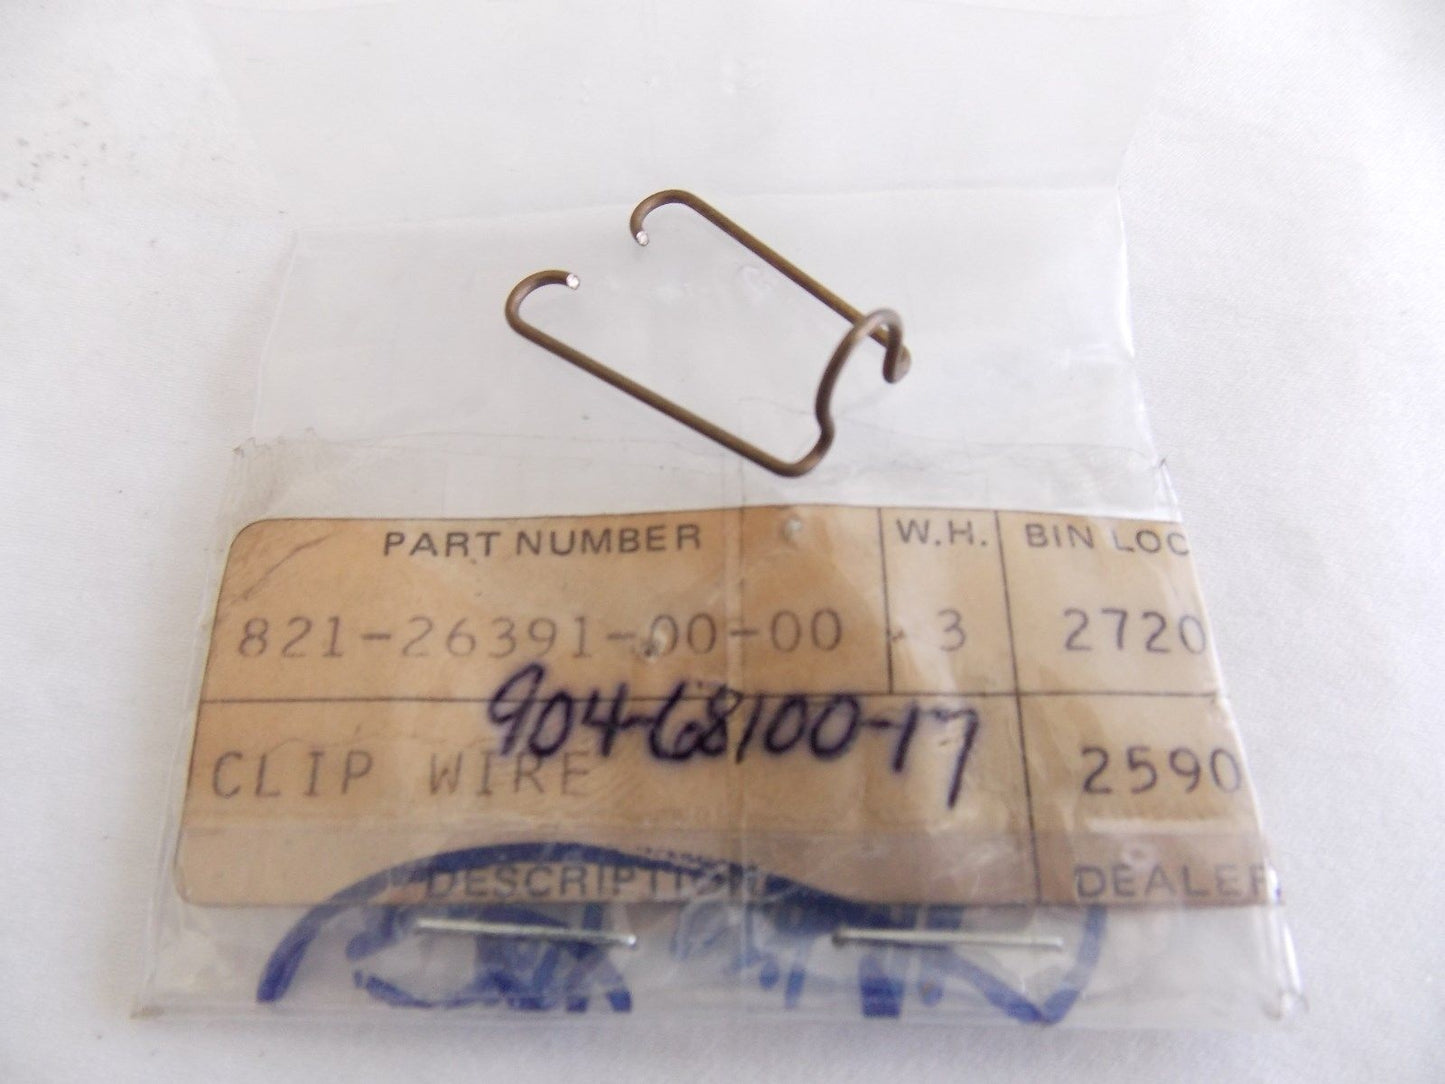 PART NUMBER W.H. BIN LOC
821-26391-00-00 3 2720
904-68100-17
CLIP WIRE 2590
DESCRIPTION DEALER